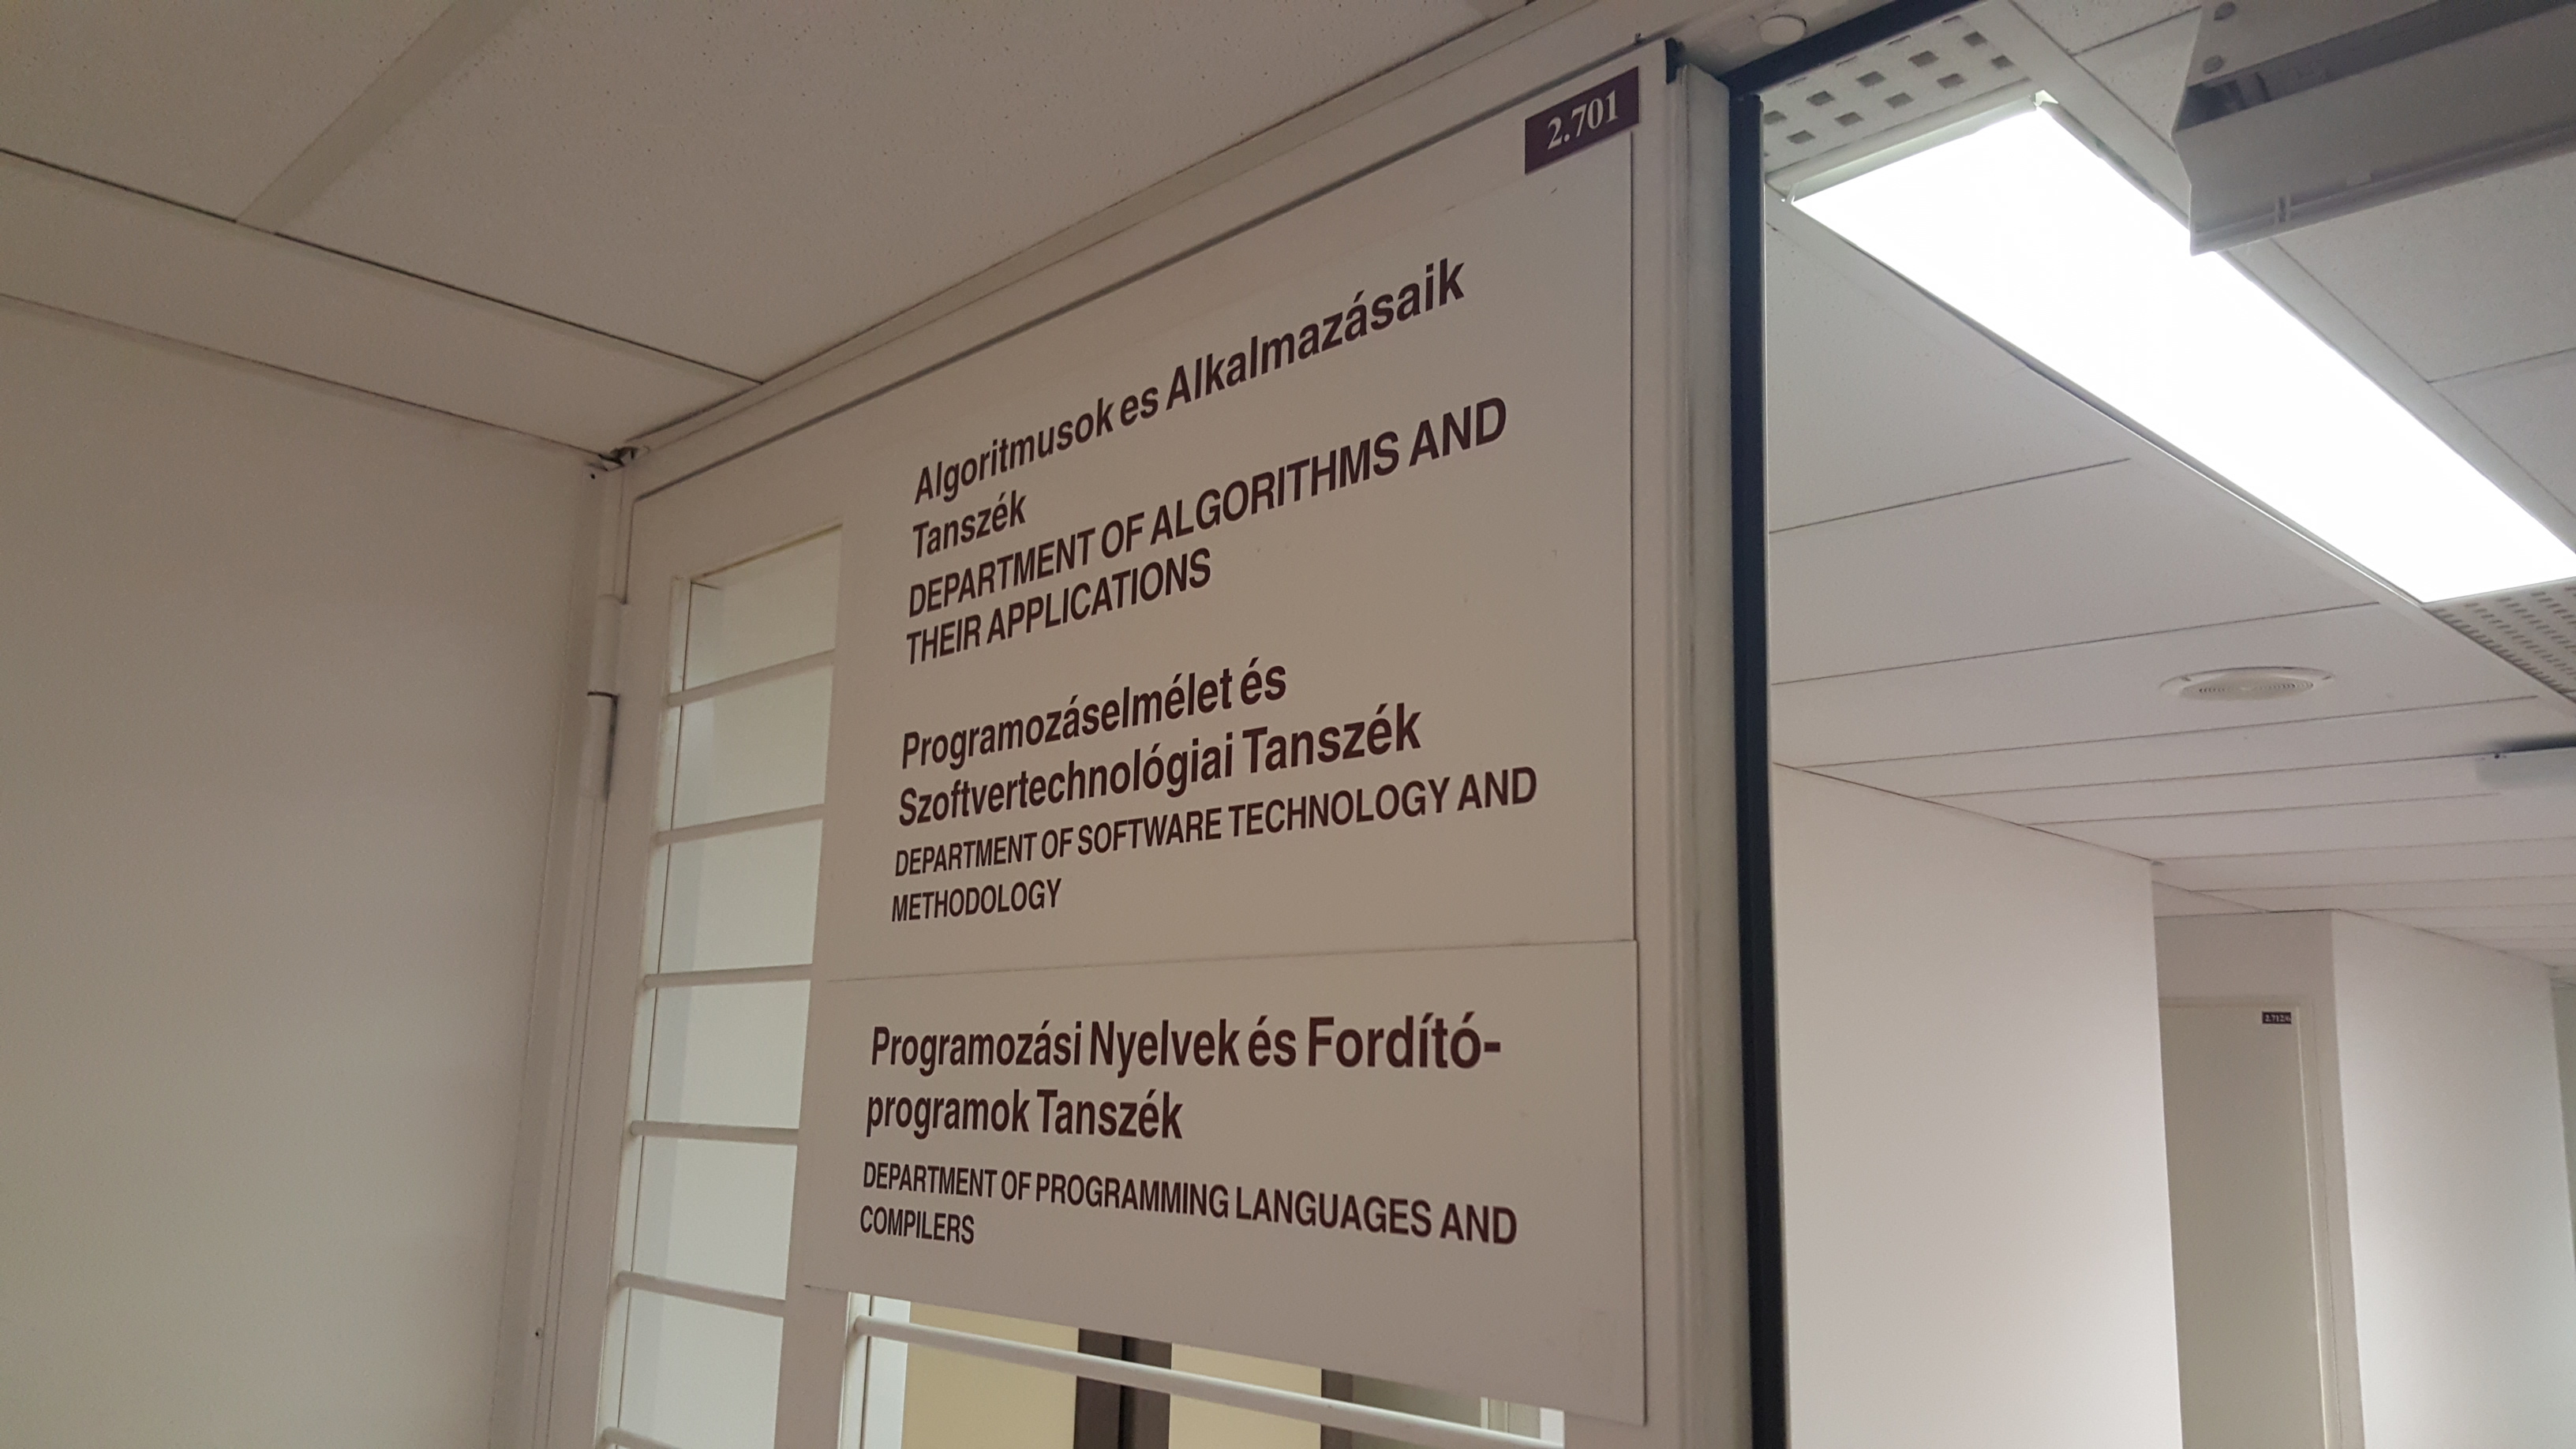 2.701
Algoritmusok es Alkalmazásaik
Tanszék
DEPARTMENT OF ALGORITHMS AND
THEIR APPLICATIONS
Programozáselmélet és
Szoftvertechnológiai Tanszék
DEPARTMENT OF SOFTWARE TECHNOLOGY AND
METHODOLOGY
Programozási Nyelvek és Fordító-
programok Tanszék
DEPARTMENT OF PROGRAMMING LANGUAGES AND
COMPILERS